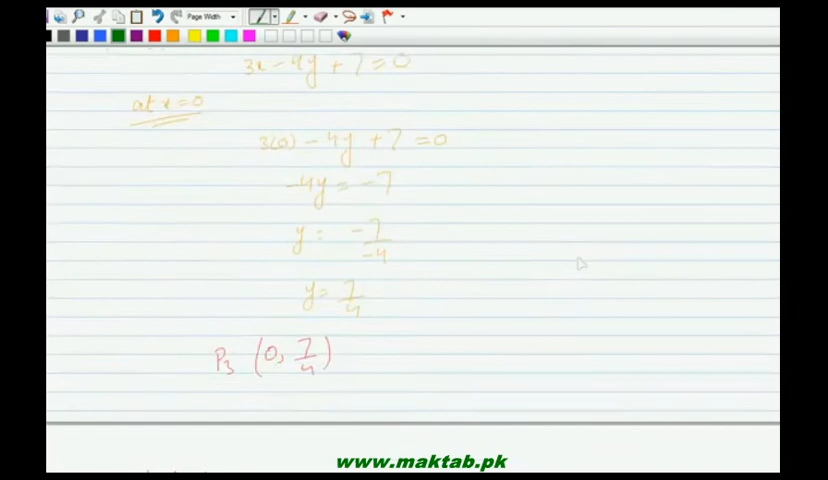 Page Width
3x - 4y + 7 = 0
at x = 0
3(0) - 4y + 7 = 0
-4y = -7
y = -7/-4
y = 7/4
P3 (0, 7/4)
www.maktab.pk